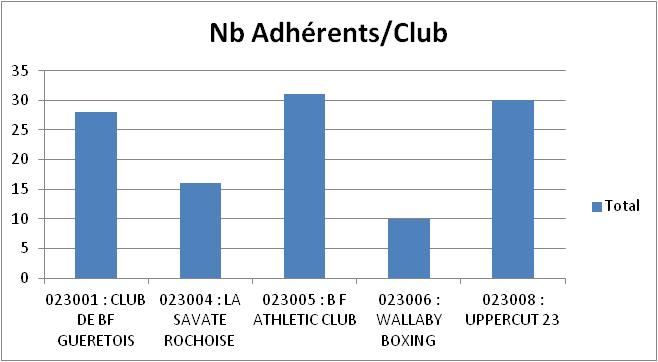 Nb Adhérents/Club
35
30
25
20
15
10
5
0
023001 : CLUB
DE BF
GUERETOIS
023004 : LA
SAVATE
ROCHOISE
023005 : B F
ATHLETIC CLUB
023006 :
WALLABY
BOXING
023008 :
UPPERCUT 23
Total